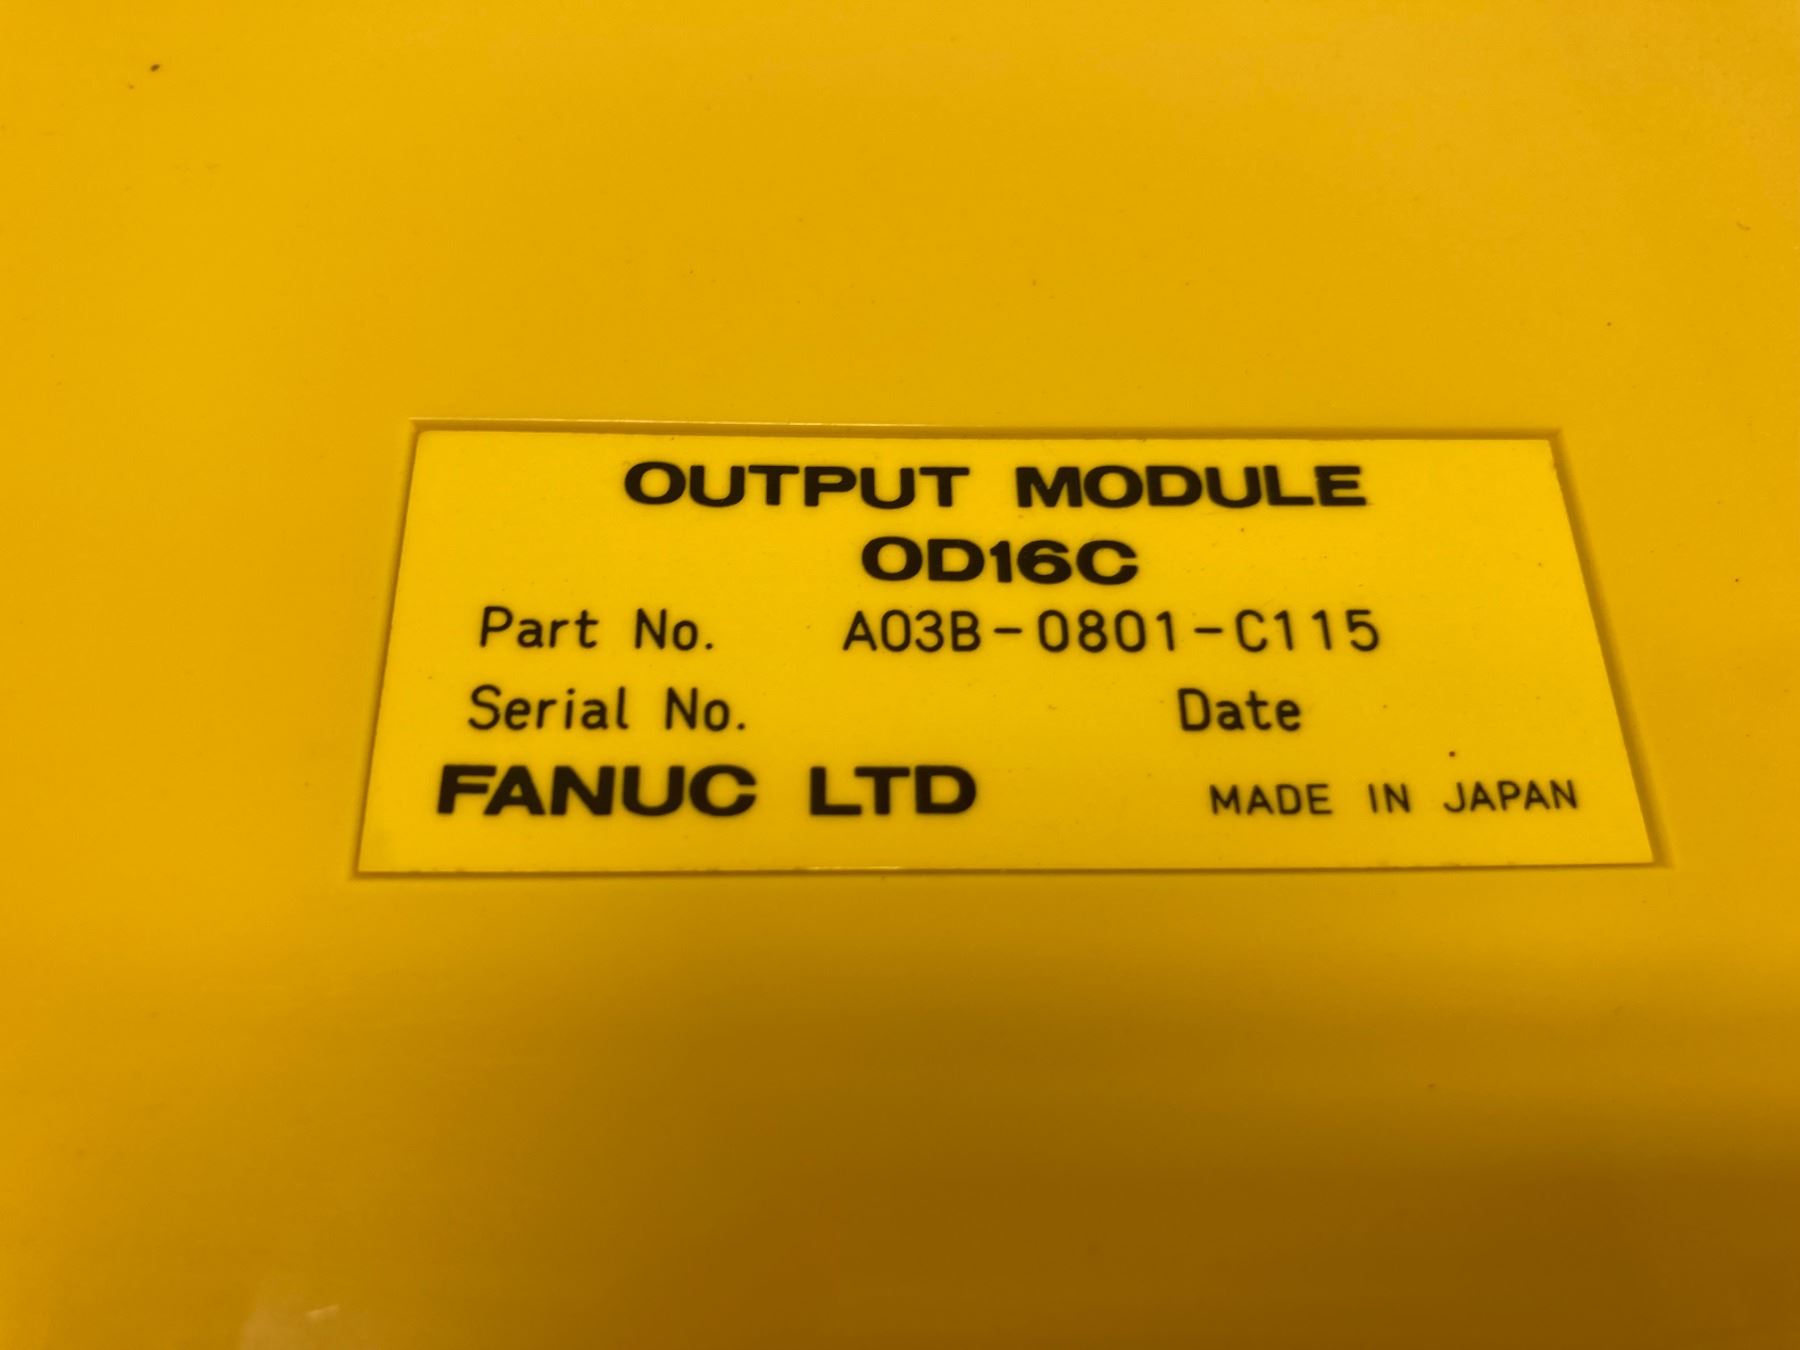 OUTPUT MODULE
OD16C
Part No. A03B-0801-C115
Serial No. Date
FANUC LTD MADE IN JAPAN